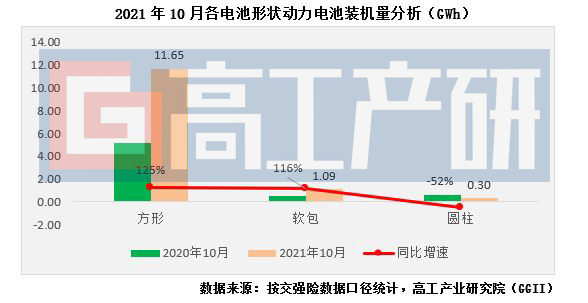 2021 年 10 月各电池形状动力电池装机量分析（GWh）
14.00
12.00
10.00
8.00
6.00
4.00
2.00
0.00
-2.00
11.65
125%
116%
1.09
-52%
0.30
高工产研
方形
软包
圆柱
2020年10月
2021年10月
同比增速
数据来源：按交强险数据口径统计，高工产业研究院（GGII）